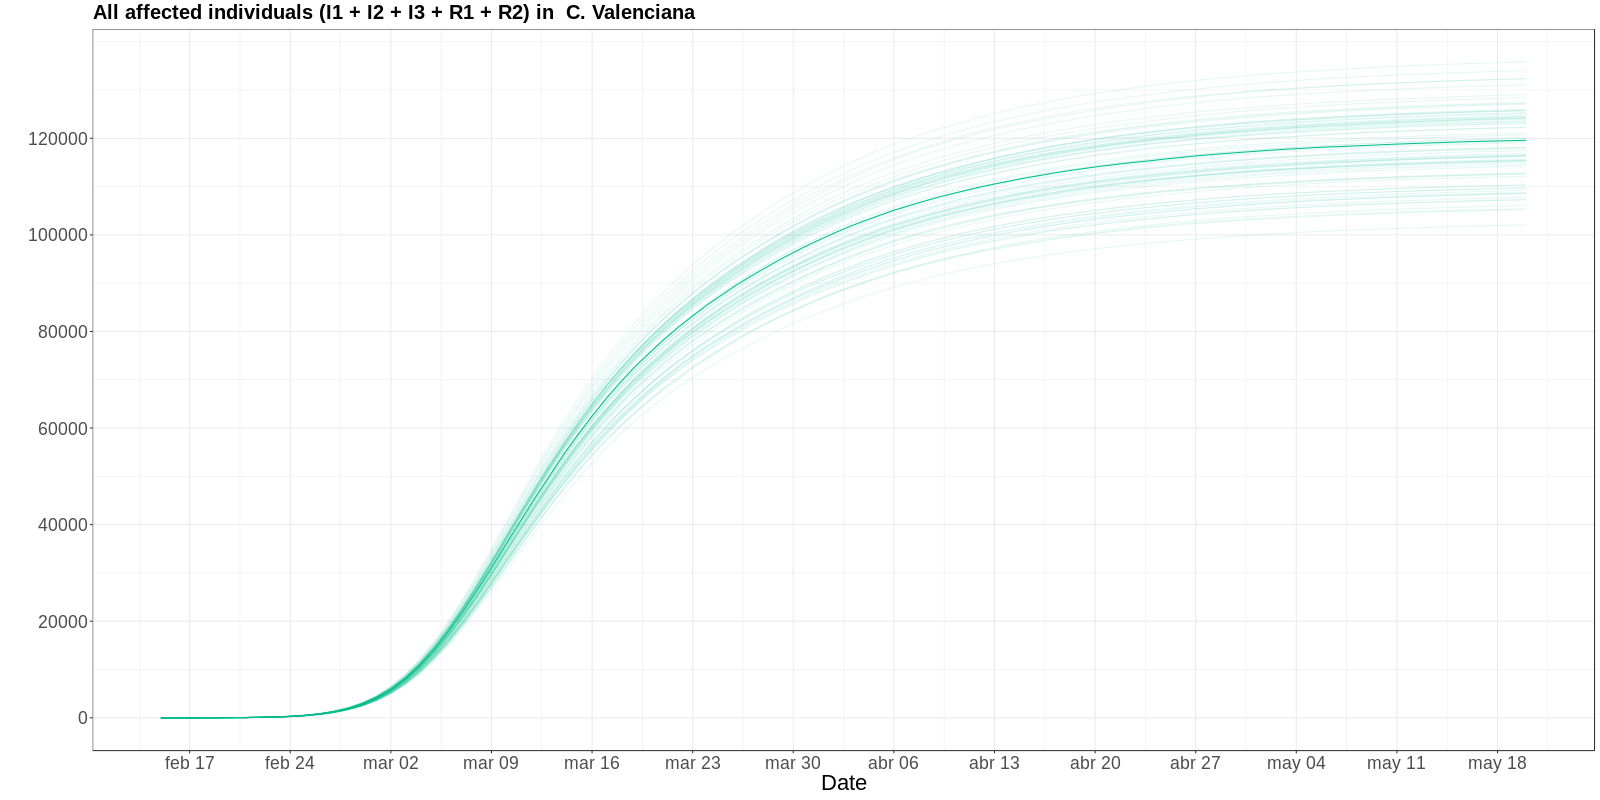 All affected individuals (I1 + I2 + I3 + R1 + R2) in  C. Valenciana
120000
100000
80000
60000
40000
20000
0
feb 17 feb 24 mar 02 mar 09 mar 16 mar 23 mar 30 abr 06 abr 13 abr 20 abr 27 may 04 may 11 may 18
Date